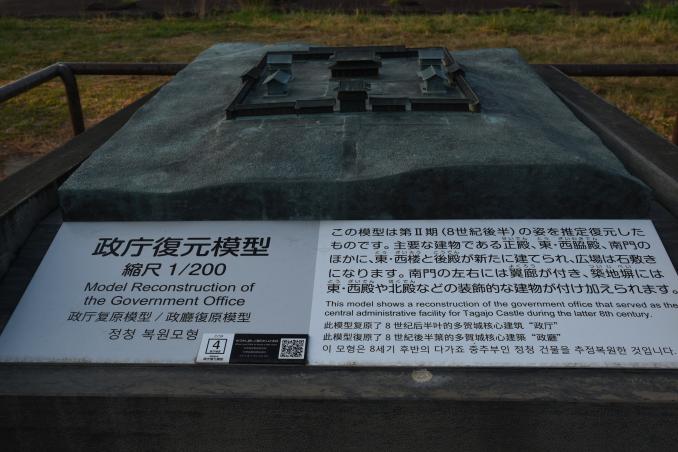 政庁復元模型
縮尺 1/200
Model Reconstruction of
the Government Office
政庁复原模型 / 政廳復原模型
정청 복원모형
4
この模型は第Ⅱ期(8世紀後半)の姿を推定復元した
ものです。主要な建物である正殿、東・西脇殿、南門の
ほかに、東・西楼と後殿が新たに建てられ、広場は石敷き
になります。南門の左右には翼廊が付き、築地塀には
東・西殿や北殿などの装飾的な建物が付け加えられます。
This model shows a reconstruction of the government office that served as the
central administrative facility for Tagajo Castle during the latter 8th century.
此模型复原了 8 世纪后半叶的多贺城核心建筑 “政厅”
此模型復原了 8 世紀後半葉的多賀城核心建築 “政廳”
이 모형은 8세기 후반의 다가죠 중추부인 정청 건물을 추정복원한 것입니다.